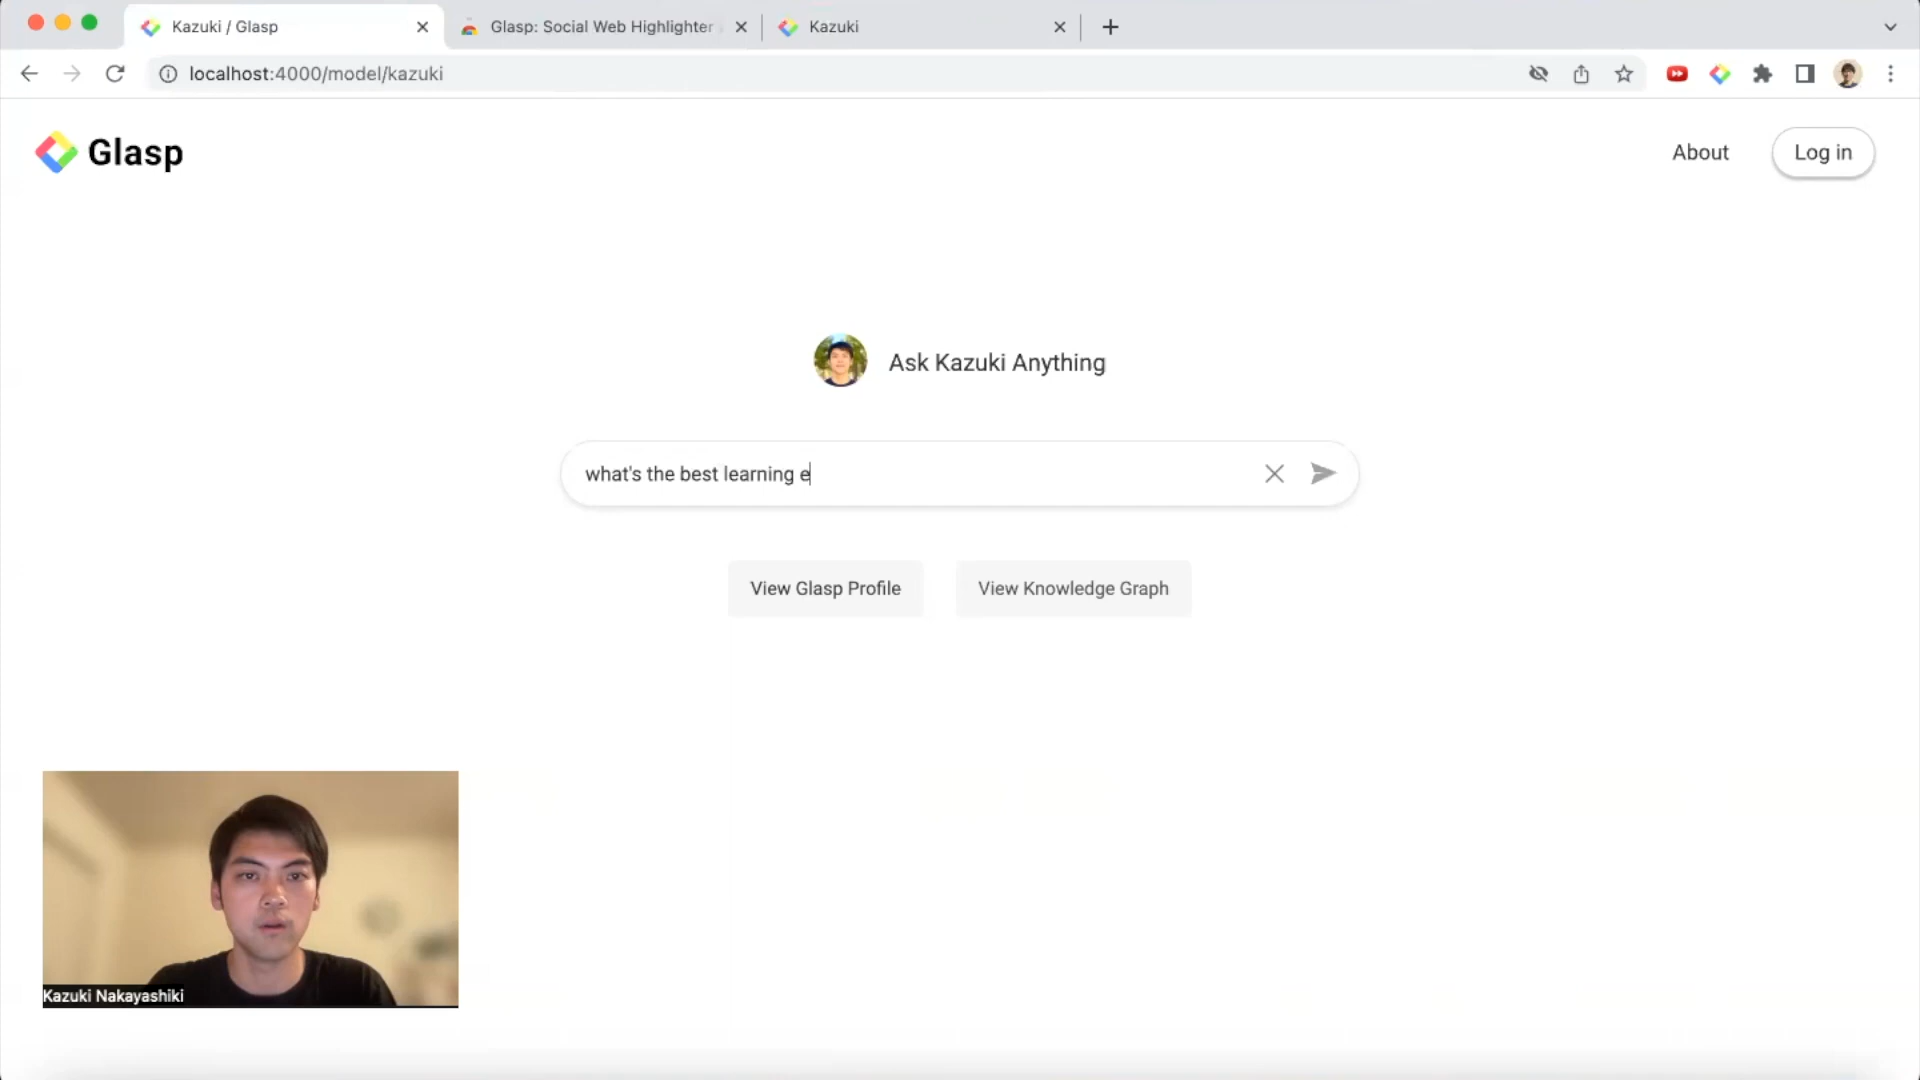 Kazuki / Glasp
Glasp: Social Web Highlighter
Kazuki
localhost:4000/model/kazuki
Glasp
About
Log in
Ask Kazuki Anything
what's the best learning e
View Glasp Profile
View Knowledge Graph
Kazuki Nakayashiki